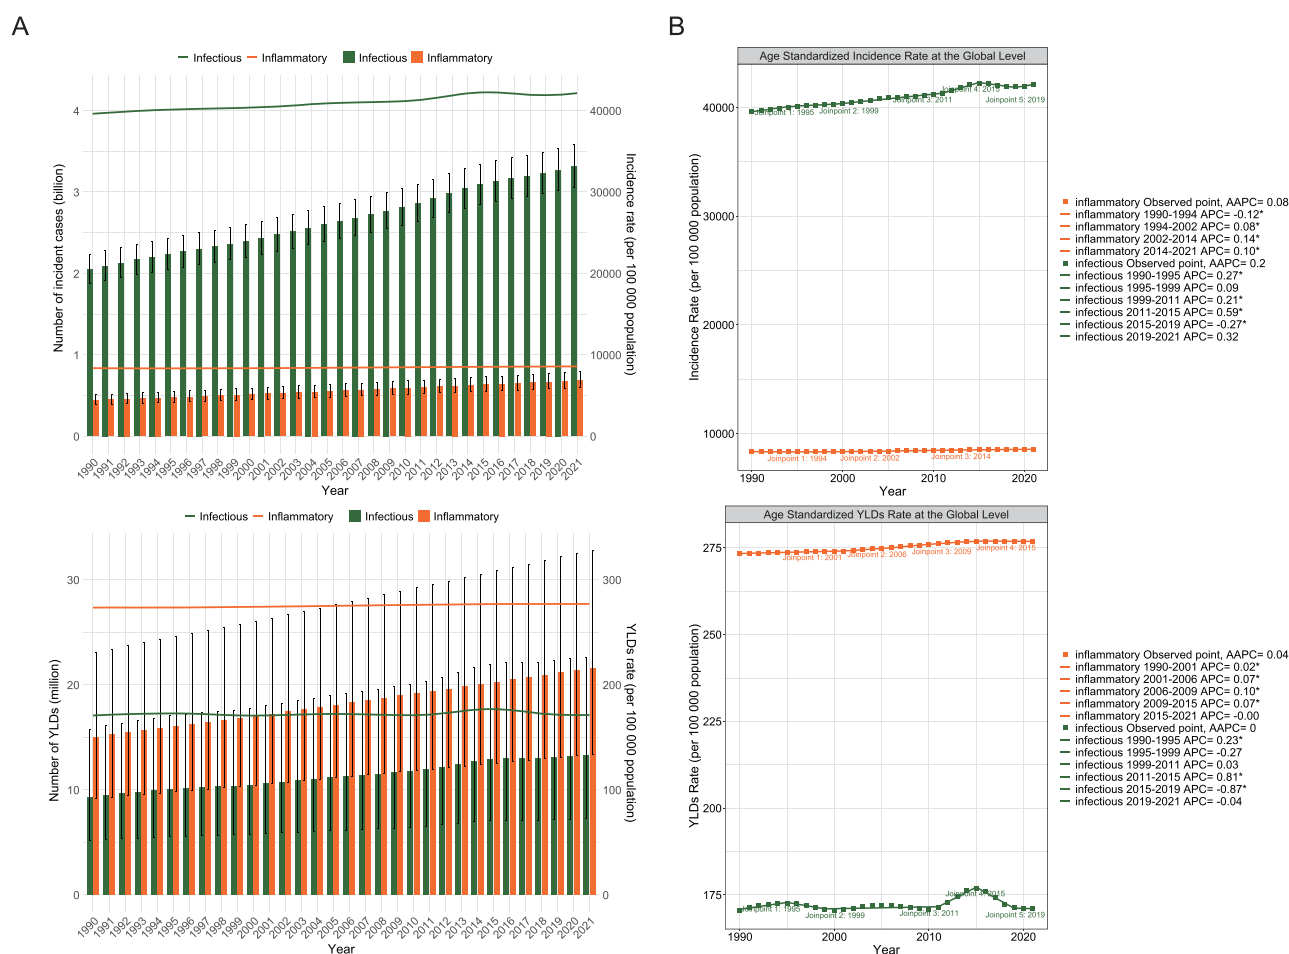 A
Infectious Inflammatory Infectious Inflammatory
4
3
2
1
0
40000
30000
20000
10000
0
Number of incident cases (billion)
Incidence rate (per 100 000 population)
1990 1991 1992 1993 1994 1995 1996 1997 1998 1999 2000 2001 2002 2003 2004 2005 2006 2007 2008 2009 2010 2011 2012 2013 2014 2015 2016 2017 2018 2019 2020 2021
Year
Infectious Inflammatory Infectious Inflammatory
30
20
10
0
300
200
100
0
Number of YLDs (million)
YLDs rate (per 100 000 population)
1990 1991 1992 1993 1994 1995 1996 1997 1998 1999 2000 2001 2002 2003 2004 2005 2006 2007 2008 2009 2010 2011 2012 2013 2014 2015 2016 2017 2018 2019 2020 2021
Year
B
Age Standardized Incidence Rate at the Global Level
40000
30000
20000
10000
Incidence Rate (per 100 000 population)
Joinpoint 1: 1995
Joinpoint 2: 1999
Joinpoint 3: 2011
Joinpoint 4: 2015
Joinpoint 5: 2019
Joinpoint 1: 1994
Joinpoint 2: 2002
Joinpoint 3: 2014
1990 2000 2010 2020
Year
inflammatory Observed point, AAPC= 0.08
inflammatory 1990-1994 APC= -0.12*
inflammatory 1994-2002 APC= 0.08*
inflammatory 2002-2014 APC= 0.14*
inflammatory 2014-2021 APC= 0.10*
infectious Observed point, AAPC= 0.2
infectious 1990-1995 APC= 0.27*
infectious 1995-1999 APC= 0.09
infectious 1999-2011 APC= 0.21*
infectious 2011-2015 APC= 0.59*
infectious 2015-2019 APC= -0.27*
infectious 2019-2021 APC= 0.32
Age Standardized YLDs Rate at the Global Level
275
250
225
200
175
YLDs Rate (per 100 000 population)
Joinpoint 1: 2001
Joinpoint 2: 2006
Joinpoint 3: 2009
Joinpoint 4: 2015
Joinpoint 1: 1995
Joinpoint 2: 1999
Joinpoint 3: 2011
Joinpoint 4: 2015
Joinpoint 5: 2019
1990 2000 2010 2020
Year
inflammatory Observed point, AAPC= 0.04
inflammatory 1990-2001 APC= 0.02*
inflammatory 2001-2006 APC= 0.07*
inflammatory 2006-2009 APC= 0.10*
inflammatory 2009-2015 APC= 0.07*
inflammatory 2015-2021 APC= -0.00
infectious Observed point, AAPC= 0
infectious 1990-1995 APC= 0.23*
infectious 1995-1999 APC= -0.27
infectious 1999-2011 APC= 0.03
infectious 2011-2015 APC= 0.81*
infectious 2015-2019 APC= -0.87*
infectious 2019-2021 APC= -0.04